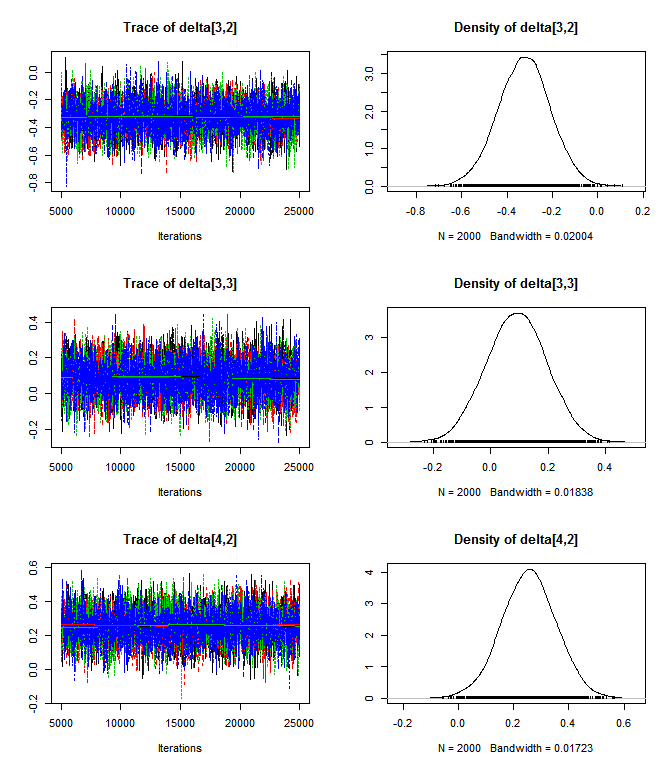 Trace of delta[3,2]
0.0
-0.2
-0.4
-0.6
-0.8
5000 10000 15000 20000 25000
Iterations
Density of delta[3,2]
3.0
2.0
1.0
0.0
-0.8 -0.6 -0.4 -0.2 0.0 0.2
N = 2000 Bandwidth = 0.02004
Trace of delta[3,3]
0.4
0.2
0.0
-0.2
5000 10000 15000 20000 25000
Iterations
Density of delta[3,3]
3
2
1
0
-0.2 0.0 0.2 0.4
N = 2000 Bandwidth = 0.01838
Trace of delta[4,2]
0.6
0.4
0.2
0.0
-0.2
5000 10000 15000 20000 25000
Iterations
Density of delta[4,2]
4
3
2
1
0
-0.2 0.0 0.2 0.4 0.6
N = 2000 Bandwidth = 0.01723